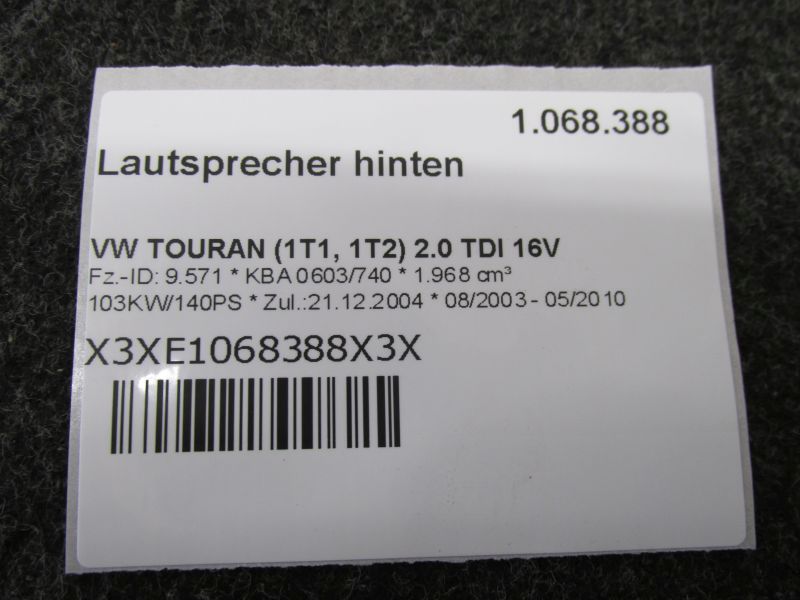 1.068.388
Lautsprecher hinten
VW TOURAN (1T1, 1T2) 2.0 TDI 16V
Fz.-ID: 9.571 * KBA 0603/740 * 1.968 cm³
103KW/140PS * Zul.:21.12.2004 * 08/2003 - 05/2010
X3XE1068388X3X